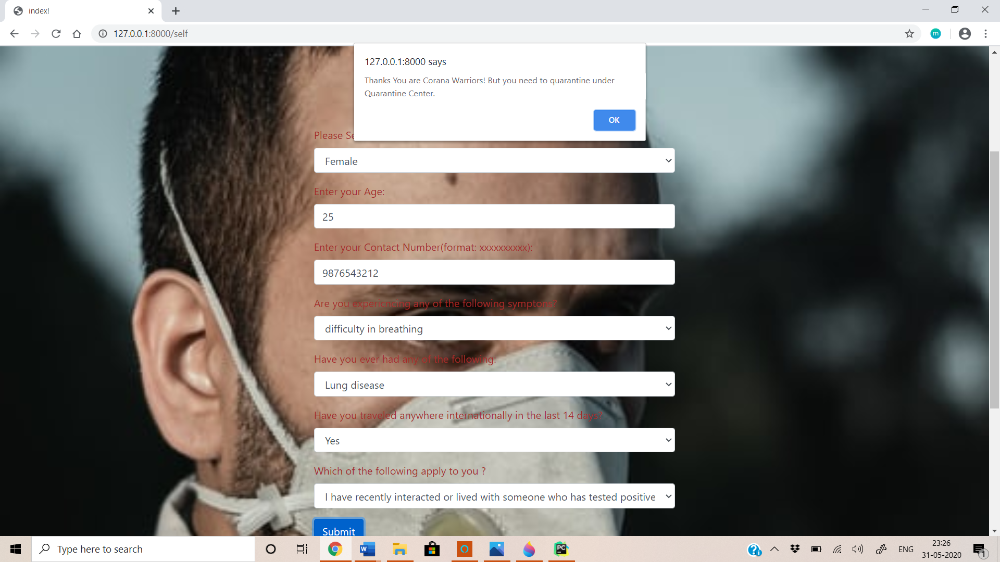 index!
127.0.0.1:8000/self
m
127.0.0.1:8000 says
Thanks You are Corana Warriors! But you need to quarantine under
Quarantine Center.
OK
Please Se
Female
Enter your Age:
25
Enter your Contact Number(format: xxxxxxxxxx):
9876543212
Are you experiencing any of the following symptons?
difficulty in breathing
Have you ever had any of the following:
Lung disease
Have you traveled anywhere internationally in the last 14 days?
Yes
Which of the following apply to you ?
I have recently interacted or lived with someone who has tested positive
Submit
Type here to search
W
PC
ENG
23:26
31-05-2020
1